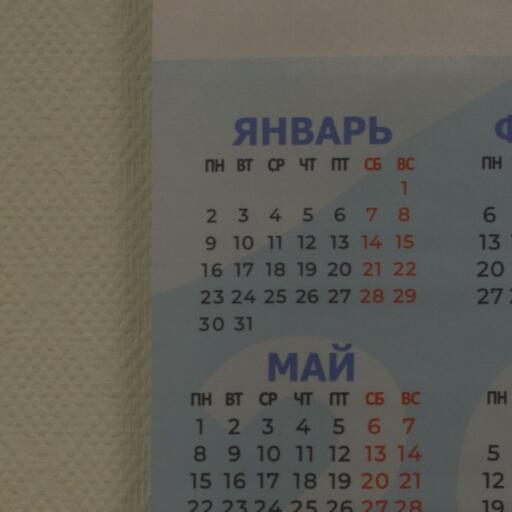 ЯНВАРЬ
ПН ВТ СР ЧТ ПТ СБ ВС
1
2 3 4 5 6 7 8
9 10 11 12 13 14 15
16 17 18 19 20 21 22
23 24 25 26 27 28 29
30 31
ПН
6
13
20
27
МАЙ
ПН ВТ СР ЧТ ПТ СБ ВС
1 2 3 4 5 6 7
8 9 10 11 12 13 14
15 16 17 18 19 20 21
22 23 24 25 26 27 28
ПН
5
12
19